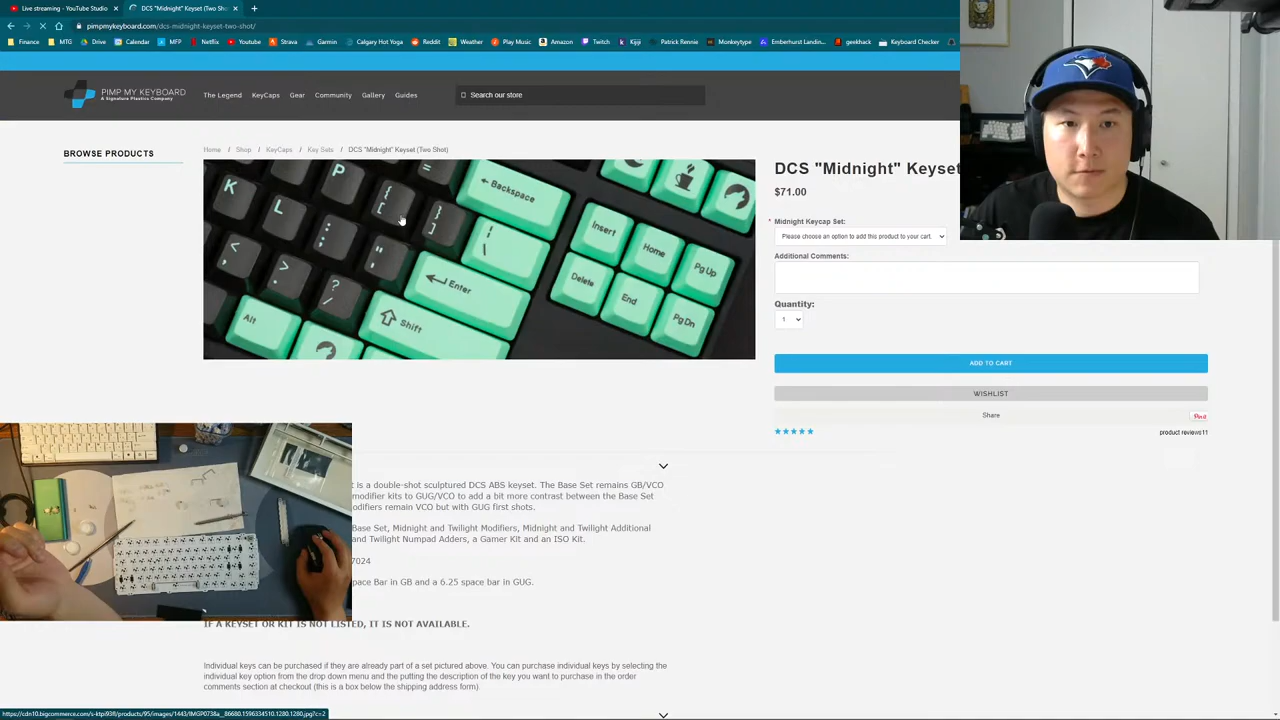 Live streaming - YouTube Studio
DCS "Midnight" Keyset (Two Sho
pimpmykeyboard.com/dcs-midnight-keyset-two-shot/
Finance MTG Drive Calendar MFP Netflix Youtube Strava Garmin Calgary Hot Yoga Reddit Weather Play Music Amazon Twitch Kijiji Patrick Rennie Monkeytype Emberhurst Landin... geekhack Keyboard Checker
PIMP MY KEYBOARD
A Signature Plastics Company
The Legend KeyCaps Gear Community Gallery Guides
Search our store
BROWSE PRODUCTS
Home / Shop / KeyCaps / Key Sets / DCS "Midnight" Keyset (Two Shot)
DCS "Midnight" Keyset
$71.00
* Midnight Keycap Set:
Please choose an option to add this product to your cart.
Additional Comments:
Quantity:
1
ADD TO CART
WISHLIST
Share
Pin it
product reviews11
K P { [ = Backspace
L : ; } ] | \ Insert Home PgUp
< , > . " ' Enter Delete End PgDn
? / Shift
Alt
t is a double-shot sculptured DCS ABS keyset. The Base Set remains GB/VCO
modifier kits to GUG/VCO to add a bit more contrast between the Base Set
odifiers remain VCO but with GUG first shots.
Base Set, Midnight and Twilight Modifiers, Midnight and Twilight Additional
and Twilight Numpad Adders, a Gamer Kit and an ISO Kit.
7024
pace Bar in GB and a 6.25 space bar in GUG.
IF A KEYSET OR KIT IS NOT LISTED, IT IS NOT AVAILABLE.
Individual keys can be purchased if they are already part of a set pictured above. You can purchase individual keys by selecting the
individual key option from the drop down menu and the putting the description of the key you want to purchase in the order
comments section at checkout (this is a box below the shipping address form).